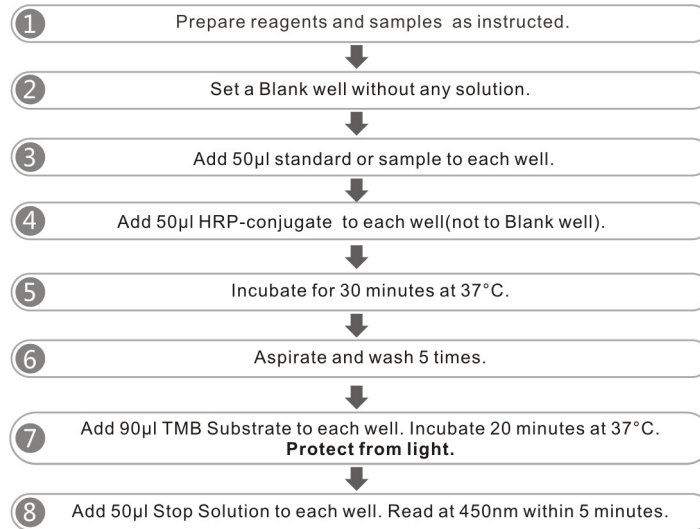 1 Prepare reagents and samples as instructed.
2 Set a Blank well without any solution.
3 Add 50µl standard or sample to each well.
4 Add 50µl HRP-conjugate to each well(not to Blank well).
5 Incubate for 30 minutes at 37°C.
6 Aspirate and wash 5 times.
7 Add 90µl TMB Substrate to each well. Incubate 20 minutes at 37°C.
Protect from light.
8 Add 50µl Stop Solution to each well. Read at 450nm within 5 minutes.